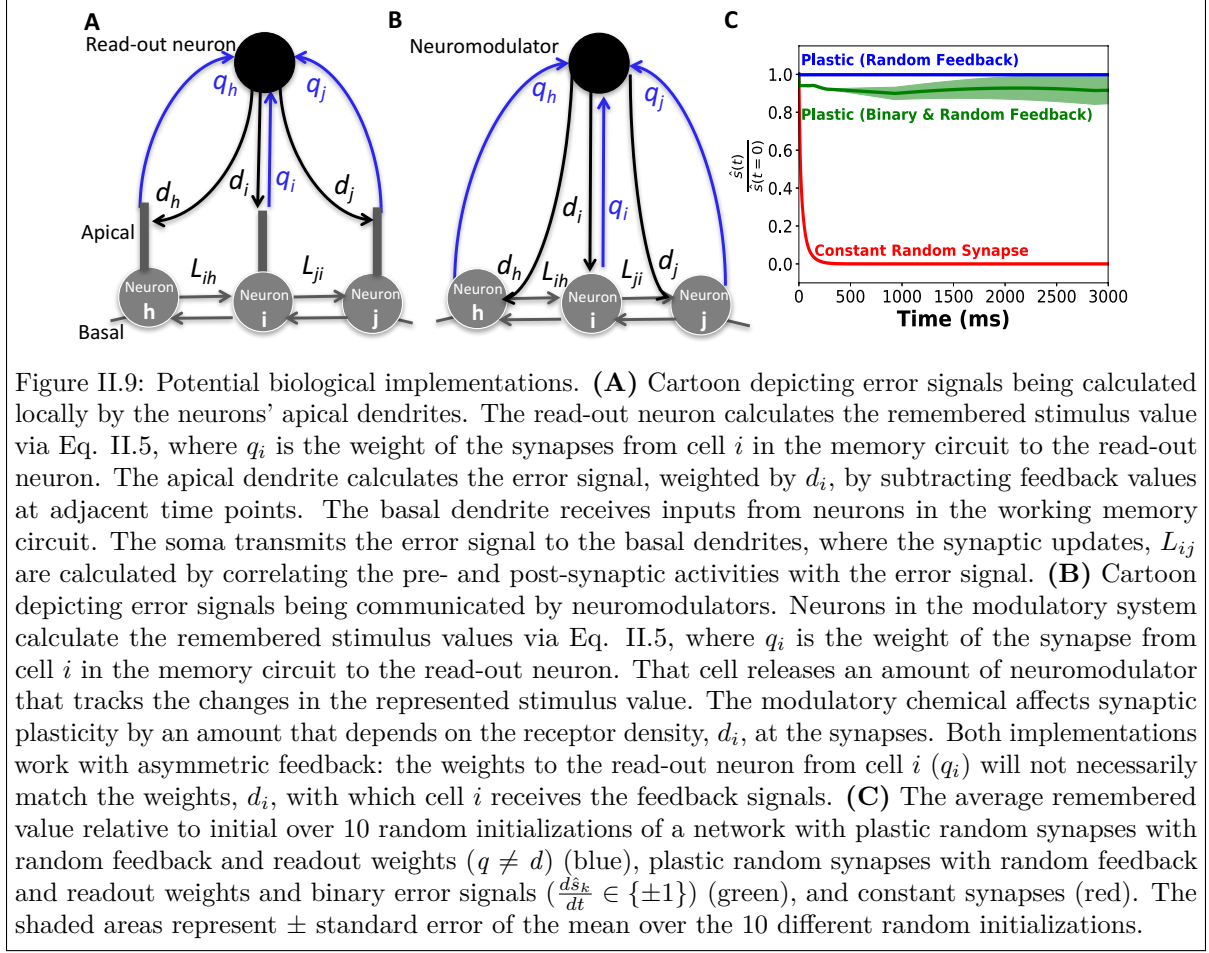 A
Read-out neuron
q_h
q_j
q_i
d_h
d_i
d_j
Apical
L_{ih}
L_{ji}
Neuron
h
Neuron
i
Neuron
j
Basal
B
Neuromodulator
q_h
q_j
q_i
d_i
d_h
d_j
L_{ih}
L_{ji}
Neuron
h
Neuron
i
Neuron
j
C
Plastic (Random Feedback)
Plastic (Binary & Random Feedback)
Constant Random Synapse
1.0
0.8
0.6
0.4
0.2
0.0
ŝ(t)
ŝ(t = 0)
0 500 1000 1500 2000 2500 3000
Time (ms)
Figure II.9: Potential biological implementations. (A) Cartoon depicting error signals being calculated
locally by the neurons' apical dendrites. The read-out neuron calculates the remembered stimulus value
via Eq. II.5, where q_i is the weight of the synapses from cell i in the memory circuit to the read-out
neuron. The apical dendrite calculates the error signal, weighted by d_i, by subtracting feedback values
at adjacent time points. The basal dendrite receives inputs from neurons in the working memory
circuit. The soma transmits the error signal to the basal dendrites, where the synaptic updates, L_{ij}
are calculated by correlating the pre- and post-synaptic activities with the error signal. (B) Cartoon
depicting error signals being communicated by neuromodulators. Neurons in the modulatory system
calculate the remembered stimulus values via Eq. II.5, where q_i is the weight of the synapse from
cell i in the memory circuit to the read-out neuron. That cell releases an amount of neuromodulator
that tracks the changes in the represented stimulus value. The modulatory chemical affects synaptic
plasticity by an amount that depends on the receptor density, d_i, at the synapses. Both implementations
work with asymmetric feedback: the weights to the read-out neuron from cell i (q_i) will not necessarily
match the weights, d_i, with which cell i receives the feedback signals. (C) The average remembered
value relative to initial over 10 random initializations of a network with plastic random synapses with
random feedback and readout weights (q ≠ d) (blue), plastic random synapses with random feedback
and readout weights and binary error signals (dŝ_k/dt ∈ {±1}) (green), and constant synapses (red). The
shaded areas represent ± standard error of the mean over the 10 different random initializations.